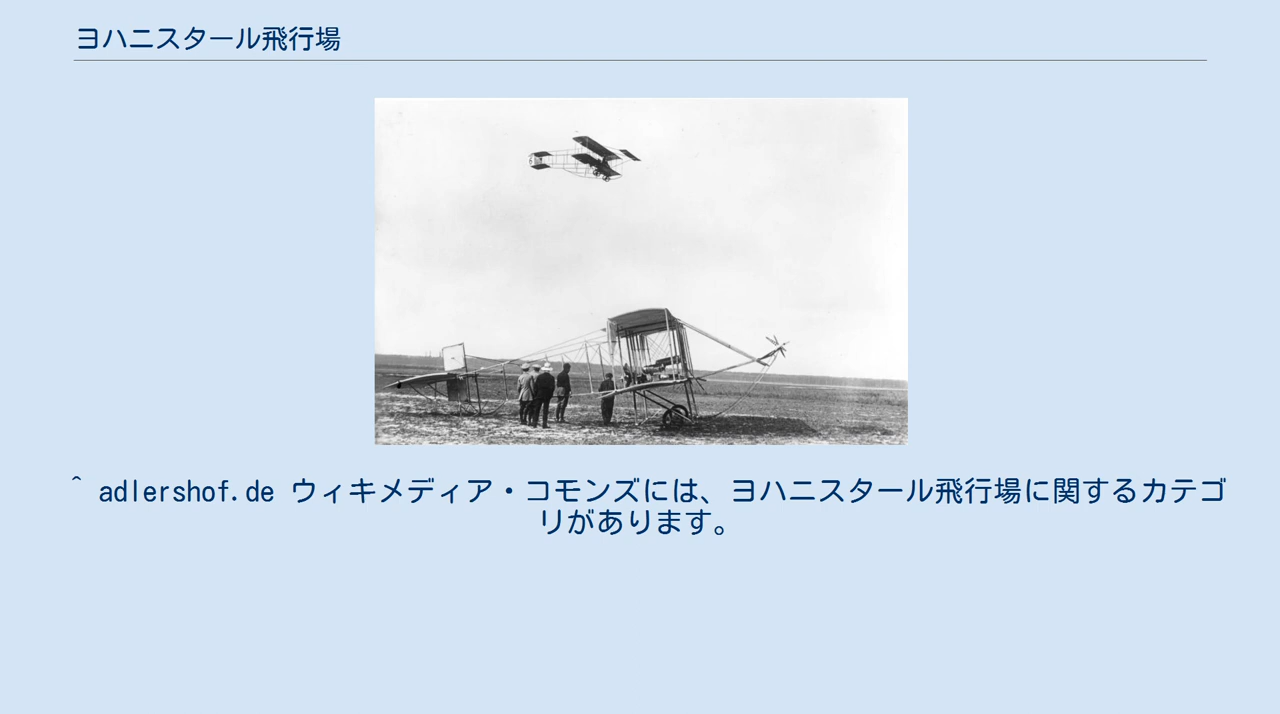 ヨハニスタール飛行場
^ adlershof.de ウィキメディア・コモンズには、ヨハニスタール飛行場に関するカテゴ
リがあります。